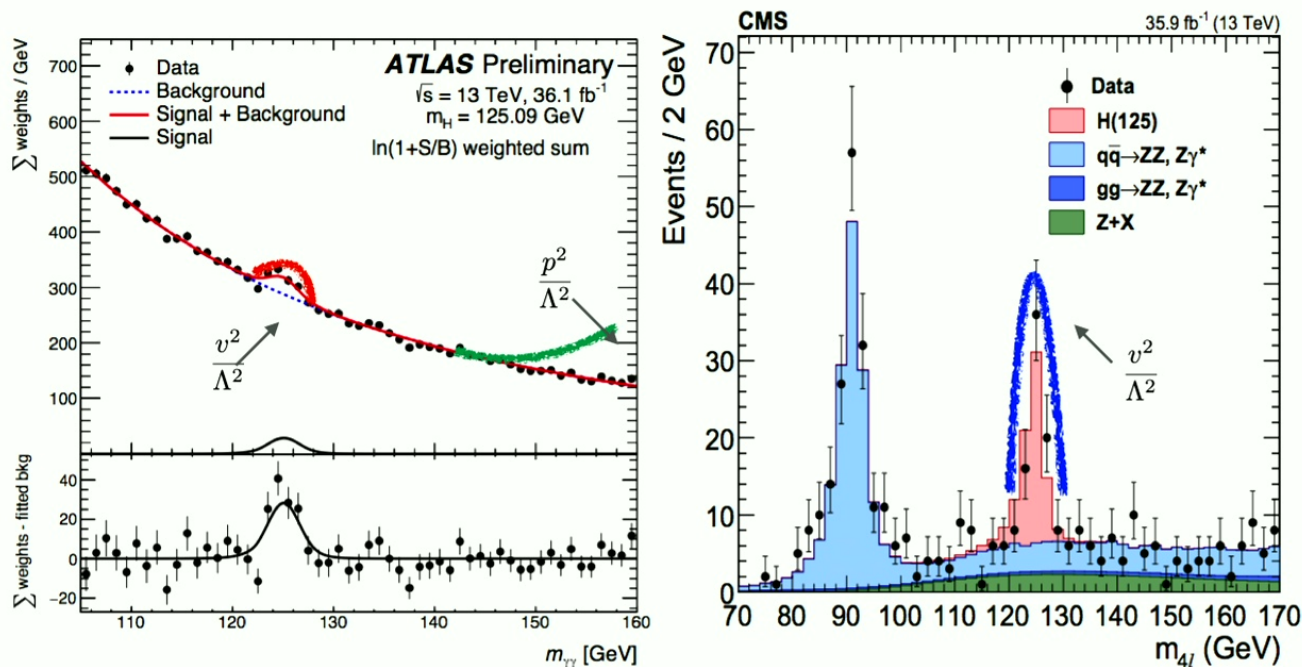 ATLAS Preliminary
√s = 13 TeV, 36.1 fb⁻¹
m_H = 125.09 GeV
ln(1+S/B) weighted sum
Data
Background
Signal + Background
Signal
∑ weights / GeV
700
600
500
400
300
200
100
v²/Λ²
p²/Λ²
∑ weights - fitted bkg
40
20
0
−20
110 120 130 140 150 160
m_γγ [GeV]
CMS
35.9 fb⁻¹ (13 TeV)
Events / 2 GeV
70
60
50
40
30
20
10
0
Data
H(125)
qq̄→ZZ, Zγ*
gg→ZZ, Zγ*
Z+X
v²/Λ²
70 80 90 100 110 120 130 140 150 160 170
m_4l (GeV)